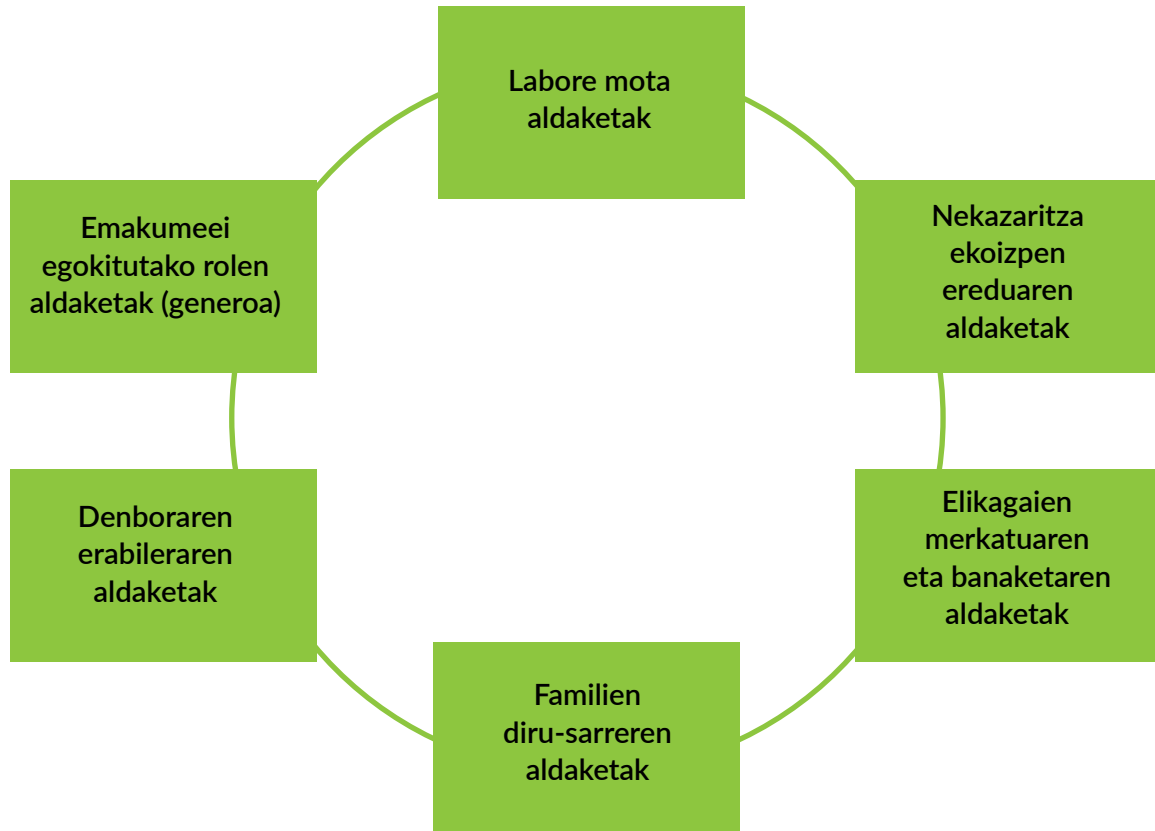 Labore mota
aldaketak
Nekazaritza
ekoizpen
ereduaren
aldaketak
Elikagaien
merkatuaren
eta banaketaren
aldaketak
Familien
diru-sarreren
aldaketak
Denboraren
erabileraren
aldaketak
Emakumeei
egokitutako rolen
aldaketak (generoa)